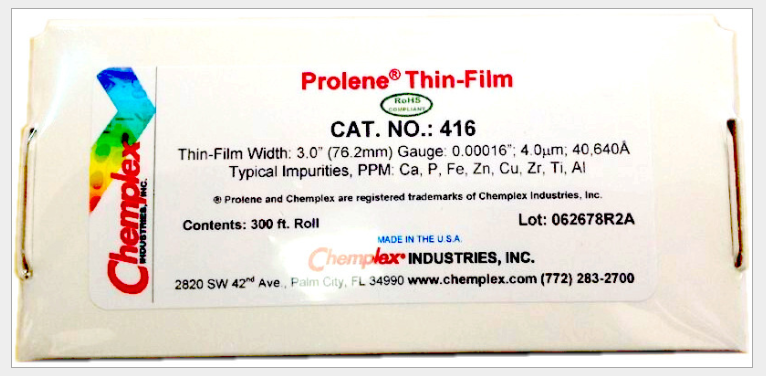 Prolene® Thin-Film
RoHS
COMPLIANT
CAT. NO.: 416
Thin-Film Width: 3.0" (76.2mm) Gauge: 0.00016"; 4.0µm; 40,640Å
Typical Impurities, PPM: Ca, P, Fe, Zn, Cu, Zr, Ti, Al
® Prolene and Chemplex are registered trademarks of Chemplex Industries, Inc.
Contents: 300 ft. Roll
Lot: 062678R2A
MADE IN THE U.S.A.
Chemplex® INDUSTRIES, INC.
2820 SW 42nd Ave., Palm City, FL 34990 www.chemplex.com (772) 283-2700
Chemplex®
INDUSTRIES, INC.